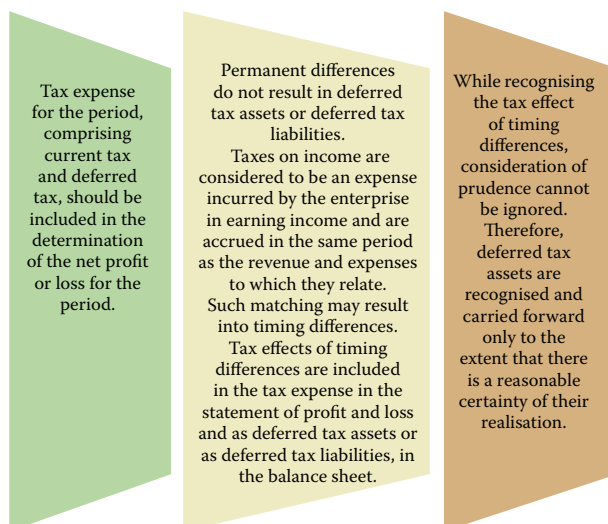 Tax expense
for the period,
comprising
current tax
and deferred
tax, should be
included in the
determination
of the net profit
or loss for the
period.
Permanent differences
do not result in deferred
tax assets or deferred tax
liabilities.
Taxes on income are
considered to be an expense
incurred by the enterprise
in earning income and are
accrued in the same period
as the revenue and expenses
to which they relate.
Such matching may result
into timing differences.
Tax effects of timing
differences are included
in the tax expense in the
statement of profit and loss
and as deferred tax assets or
as deferred tax liabilities, in
the balance sheet.
While recognising
the tax effect
of timing
differences,
consideration of
prudence cannot
be ignored.
Therefore,
deferred tax
assets are
recognised and
carried forward
only to the
extent that there
is a reasonable
certainty of their
realisation.